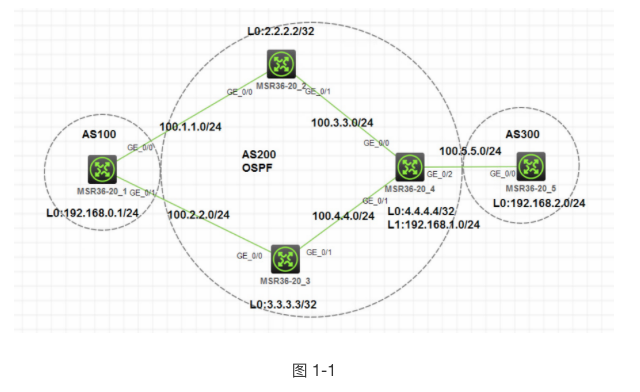 L0:2.2.2.2/32
MSR36-20_2
GE_0/0
GE_0/1
100.1.1.0/24
100.3.3.0/24
AS100
AS200
OSPF
AS300
100.5.5.0/24
GE_0/0
GE_0/0
MSR36-20_1
MSR36-20_4
GE_0/2
GE_0/0
MSR36-20_5
GE_0/1
GE_0/1
L0:192.168.0.1/24
100.2.2.0/24
100.4.4.0/24
L0:4.4.4.4/32
L1:192.168.1.0/24
L0:192.168.2.0/24
GE_0/0
GE_0/1
MSR36-20_3
L0:3.3.3.3/32
图 1-1